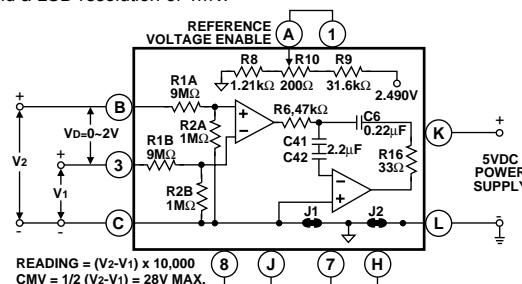 REFERENCE
VOLTAGE ENABLE
A
1
R8
1.21kΩ
R10
200Ω
R9
31.6kΩ
2.490V
R1A
9MΩ
B
R2A
1MΩ
R6,47kΩ
C6
0.22µF
K
+
+
VD=0~2V
V2
+
3
R1B
9MΩ
C41
C42
2.2µF
R16
33Ω
5VDC
POWER
SUPPLY
V1
R2B
1MΩ
-
-
C
J1
J2
L
-
READING = (V2-V1) x 10,000
CMV = 1/2 (V2-V1) = 28V MAX.
8
J
7
H